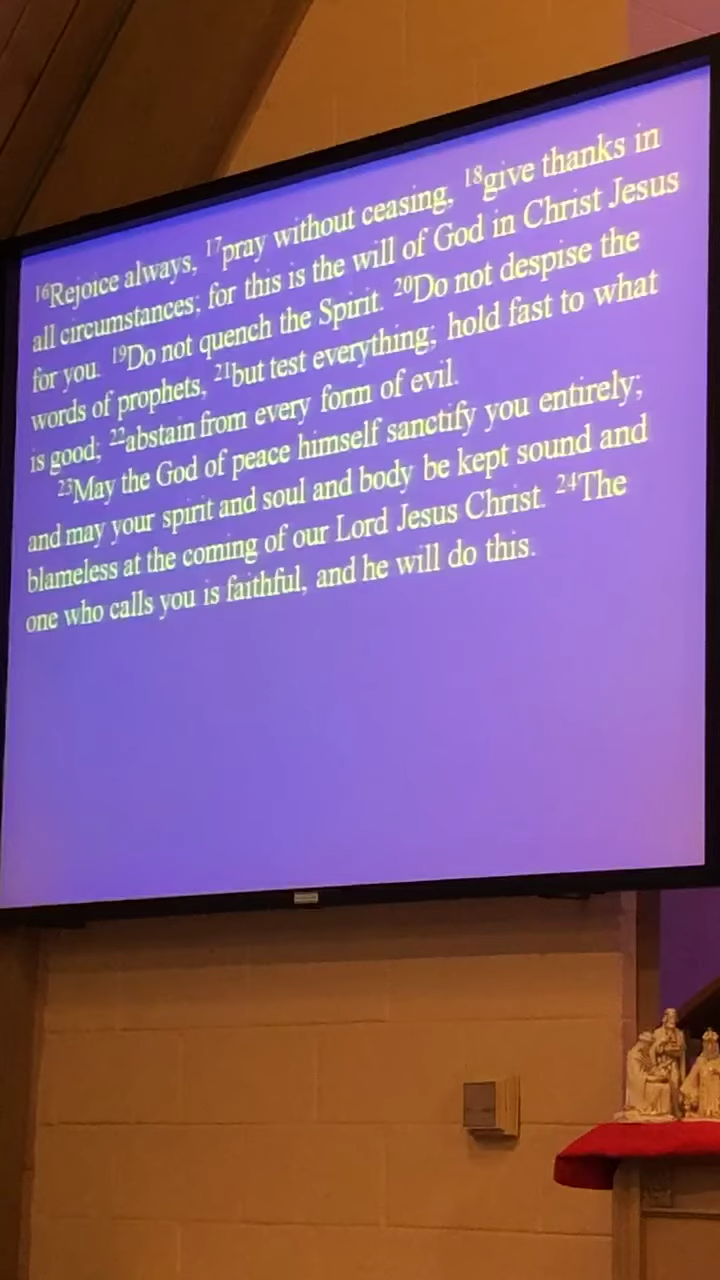 ¹⁶Rejoice always, ¹⁷pray without ceasing, ¹⁸give thanks in
all circumstances; for this is the will of God in Christ Jesus
for you. ¹⁹Do not quench the Spirit. ²⁰Do not despise the
words of prophets, ²¹but test everything; hold fast to what
is good; ²²abstain from every form of evil.
²³May the God of peace himself sanctify you entirely;
and may your spirit and soul and body be kept sound and
blameless at the coming of our Lord Jesus Christ. ²⁴The
one who calls you is faithful, and he will do this.